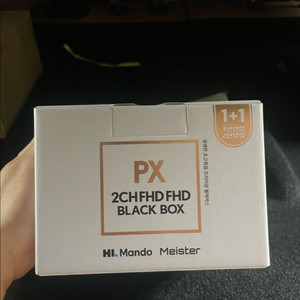 1+1
PX
2CH FHD FHD
BLACK BOX
HL Mando Meister